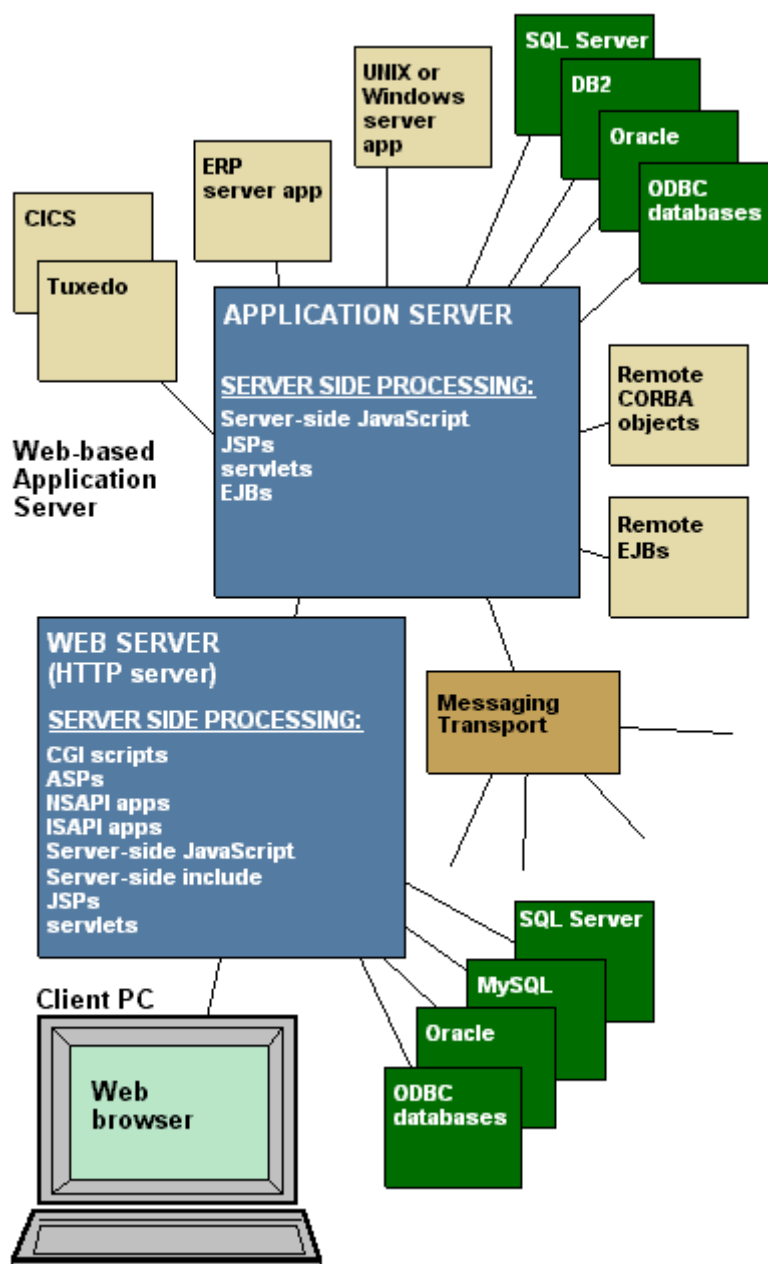 SQL Server
DB2
Oracle
ODBC
databases
UNIX or
Windows
server
app
ERP
server app
CICS
Tuxedo
APPLICATION SERVER
SERVER SIDE PROCESSING:
Server-side JavaScript
JSPs
servlets
EJBs
Remote
CORBA
objects
Remote
EJBs
Web-based
Application
Server
WEB SERVER
(HTTP server)
SERVER SIDE PROCESSING:
CGI scripts
ASPs
NSAPI apps
ISAPI apps
Server-side JavaScript
Server-side include
JSPs
servlets
Messaging
Transport
SQL Server
MySQL
Oracle
ODBC
databases
Client PC
Web
browser